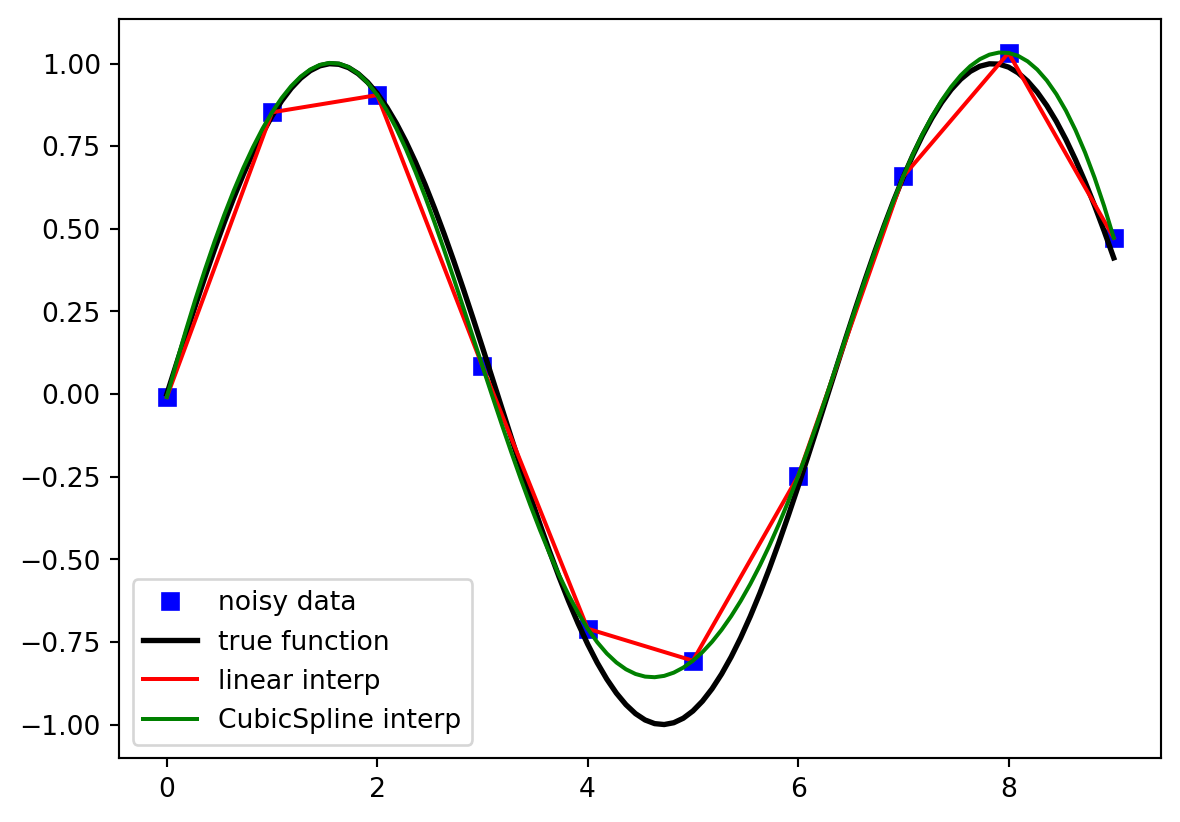 1.00
0.75
0.50
0.25
0.00
−0.25
−0.50
−0.75
−1.00
noisy data
true function
linear interp
CubicSpline interp
0 2 4 6 8